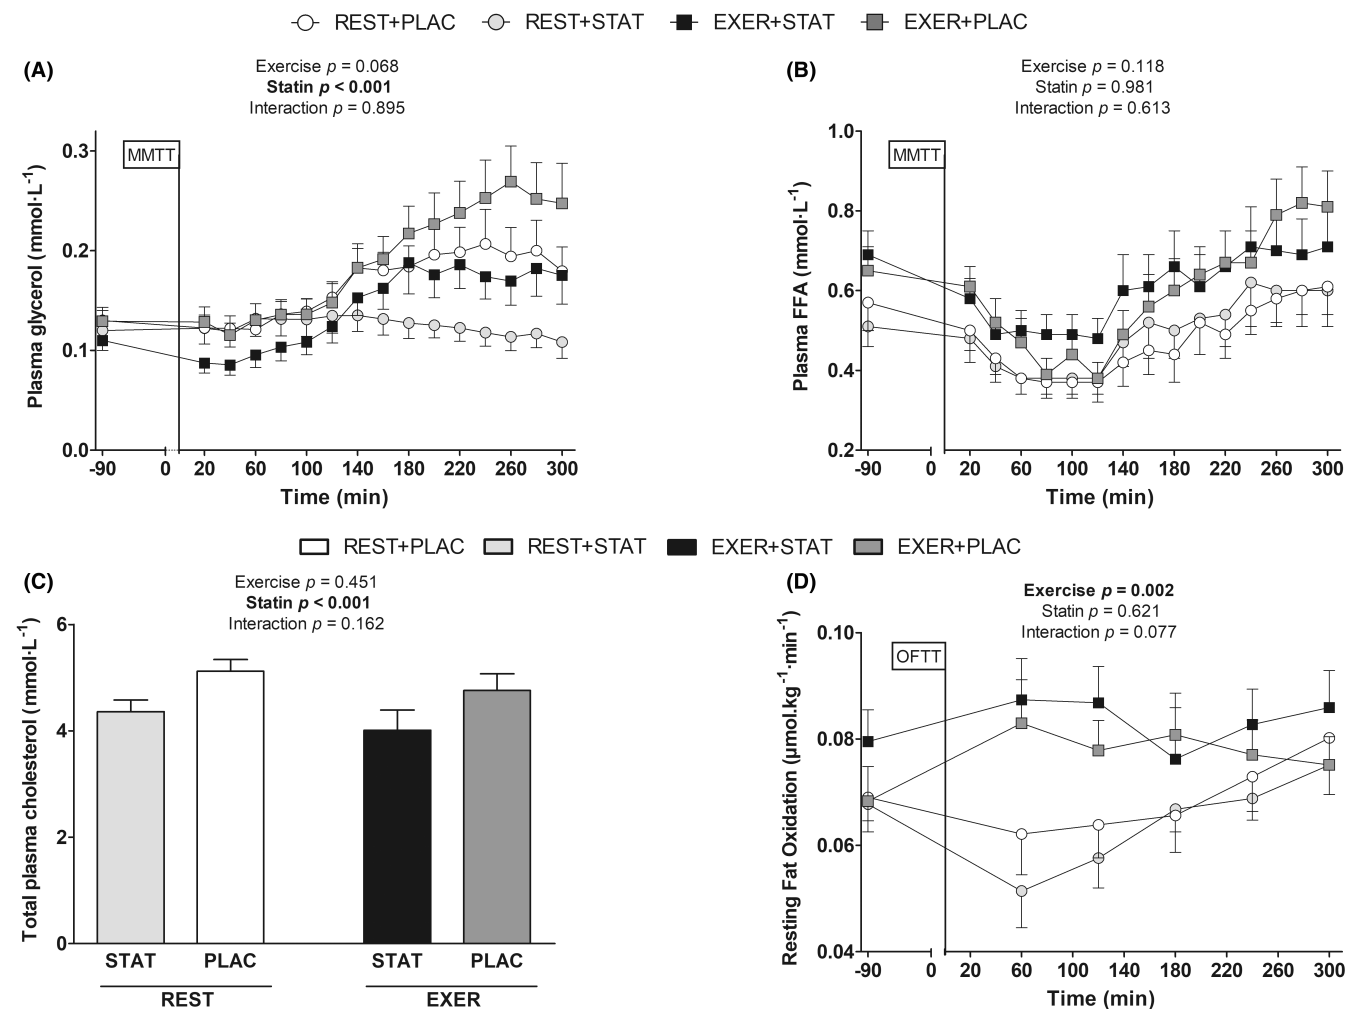 REST+PLAC REST+STAT EXER+STAT EXER+PLAC
(A)
Exercise p = 0.068
Statin p < 0.001
Interaction p = 0.895
MMTT
Plasma glycerol (mmol·L-1)
0.3
0.2
0.1
0.0
-90 0 20 60 100 140 180 220 260 300
Time (min)
(B)
Exercise p = 0.118
Statin p = 0.981
Interaction p = 0.613
MMTT
Plasma FFA (mmol·L-1)
1.0
0.8
0.6
0.4
0.2
-90 0 20 60 100 140 180 220 260 300
Time (min)
REST+PLAC REST+STAT EXER+STAT EXER+PLAC
(C)
Exercise p = 0.451
Statin p < 0.001
Interaction p = 0.162
Total plasma cholesterol (mmol·L-1)
6
4
2
0
STAT PLAC STAT PLAC
REST EXER
(D)
Exercise p = 0.002
Statin p = 0.621
Interaction p = 0.077
OFTT
Resting Fat Oxidation (µmol.kg-1·min-1)
0.10
0.08
0.06
0.04
-90 0 20 60 100 140 180 220 260 300
Time (min)